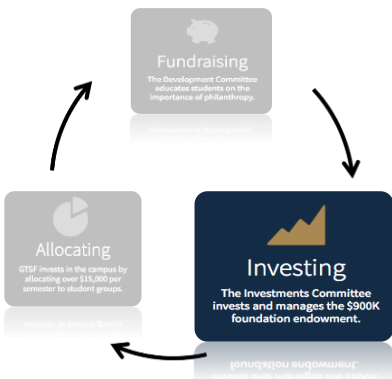 Fundraising
The Development Committee
educates students on the
importance of philanthropy.
Allocating
GTSF invests in the campus by
allocating over $15,000 per
semester to student groups.
Investing
The Investments Committee
invests and manages the $900K
foundation endowment.